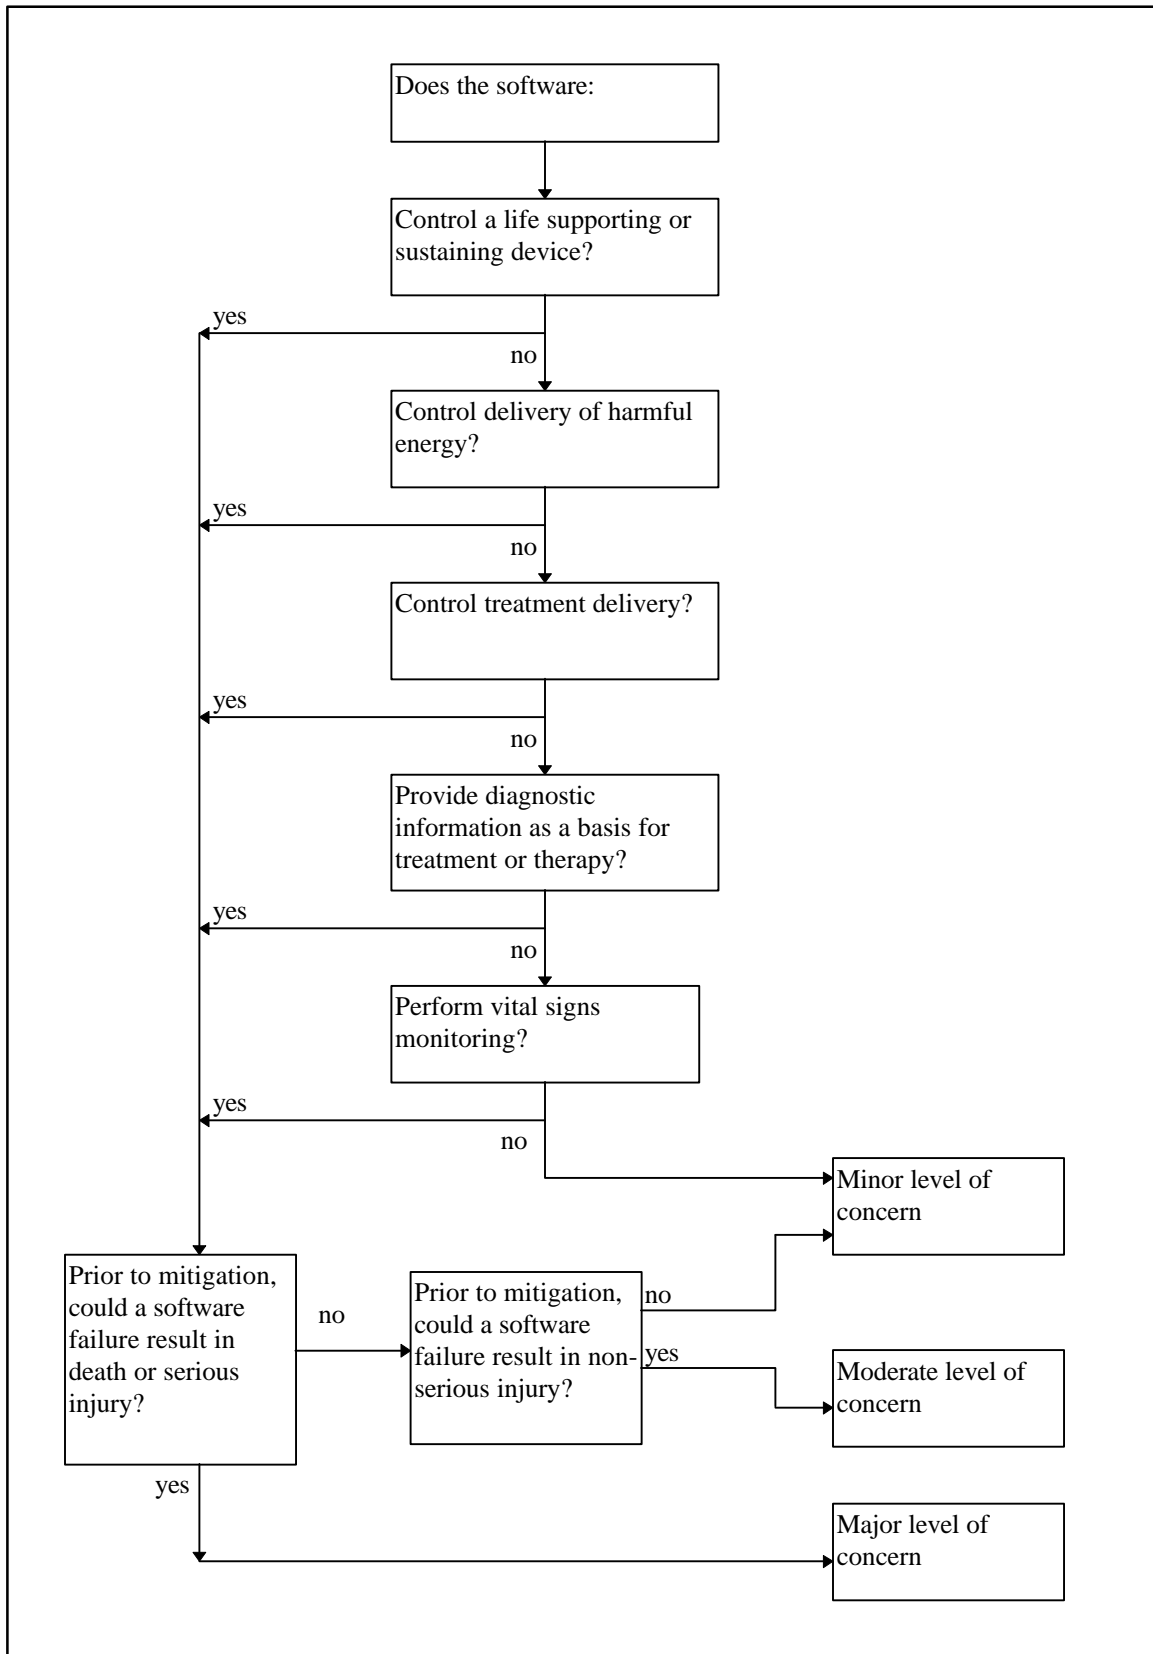 Does the software:
Control a life supporting or
sustaining device?
yes
no
Control delivery of harmful
energy?
yes
no
Control treatment delivery?
yes
no
Provide diagnostic
information as a basis for
treatment or therapy?
yes
no
Perform vital signs
monitoring?
yes
no
Minor level of
concern
Prior to mitigation,
could a software
failure result in
death or serious
injury?
no
Prior to mitigation,
could a software
failure result in non-
serious injury?
no
yes
Moderate level of
concern
yes
Major level of
concern